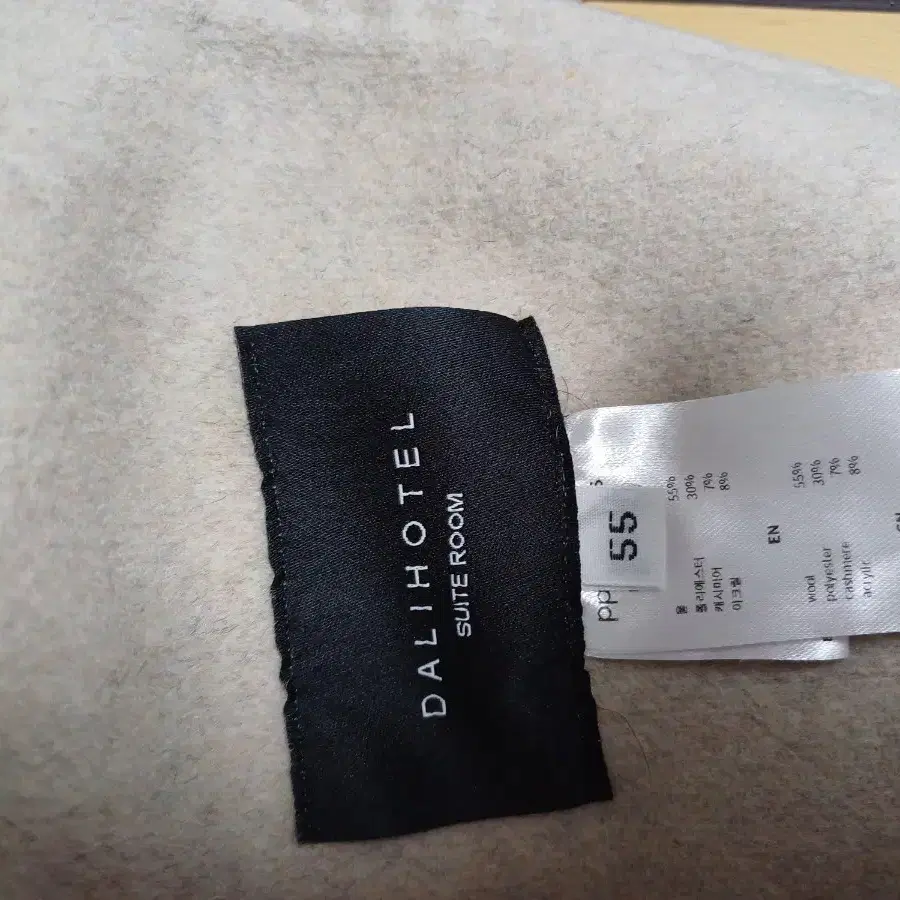 DALIHOTEL
SUITE ROOM
55
울 55%
폴리에스터 30%
캐시미어 7%
아크릴 8%
EN
wool 55%
polyester 30%
cashmere 7%
acrylic 8%